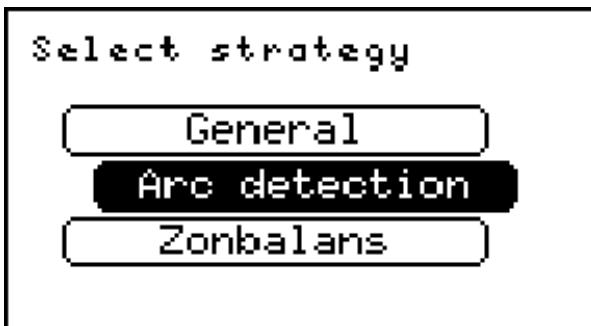 Select strategy
General
Arc detection
Zonbalans